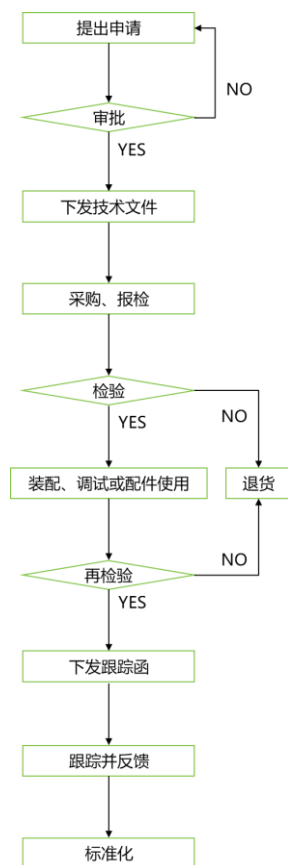 提出申请
NO
审批
YES
下发技术文件
采购、报检
检验
NO
YES
装配、调试或配件使用
退货
NO
再检验
YES
下发跟踪函
跟踪并反馈
标准化